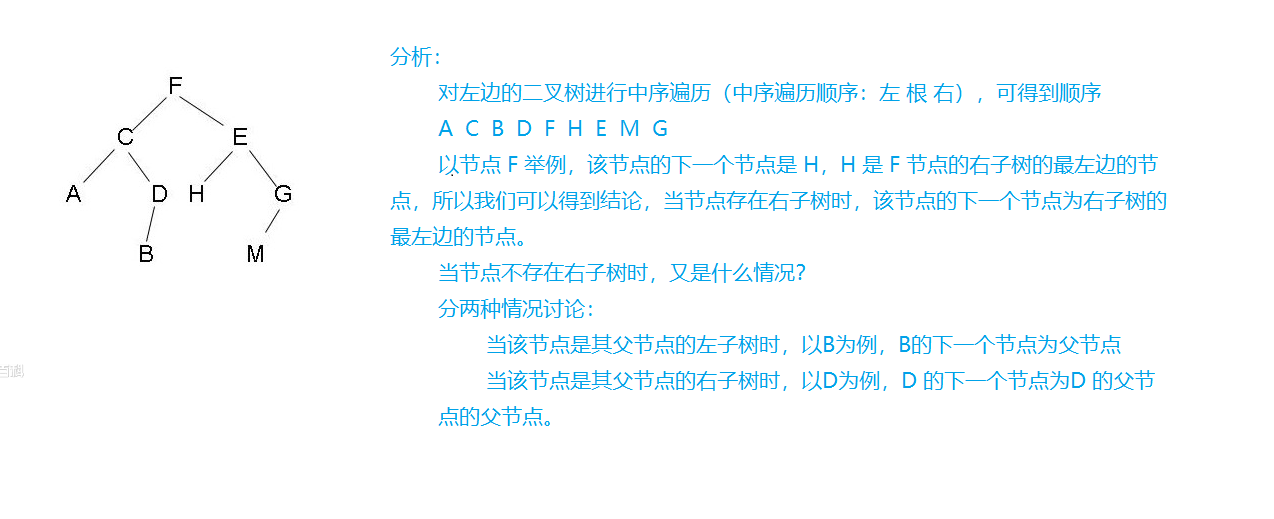 分析：
对左边的二叉树进行中序遍历（中序遍历顺序：左 根 右），可得到顺序
F
A C B D F H E M G
C
E
以节点 F 举例，该节点的下一个节点是 H，H 是 F 节点的右子树的最左边的节
A
D
H
G
点，所以我们可以得到结论，当节点存在右子树时，该节点的下一个节点为右子树的
最左边的节点。
B
M
当节点不存在右子树时，又是什么情况？
分两种情况讨论：
当该节点是其父节点的左子树时，以B为例，B的下一个节点为父节点
当该节点是其父节点的右子树时，以D为例，D 的下一个节点为D 的父节
点的父节点。